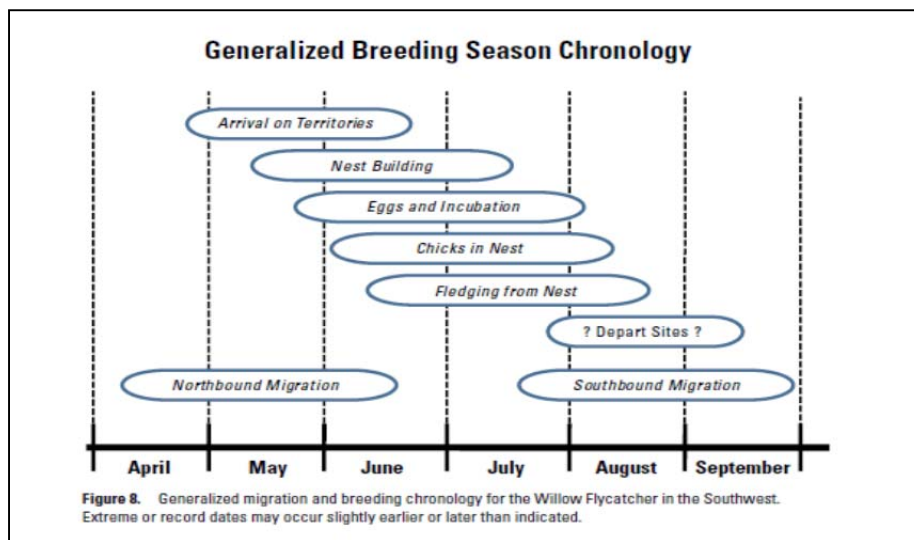 Generalized Breeding Season Chronology
Arrival on Territories
Nest Building
Eggs and Incubation
Chicks in Nest
Fledging from Nest
? Depart Sites ?
Northbound Migration
Southbound Migration
April
May
June
July
August
September
Figure 8. Generalized migration and breeding chronology for the Willow Flycatcher in the Southwest.
Extreme or record dates may occur slightly earlier or later than indicated.